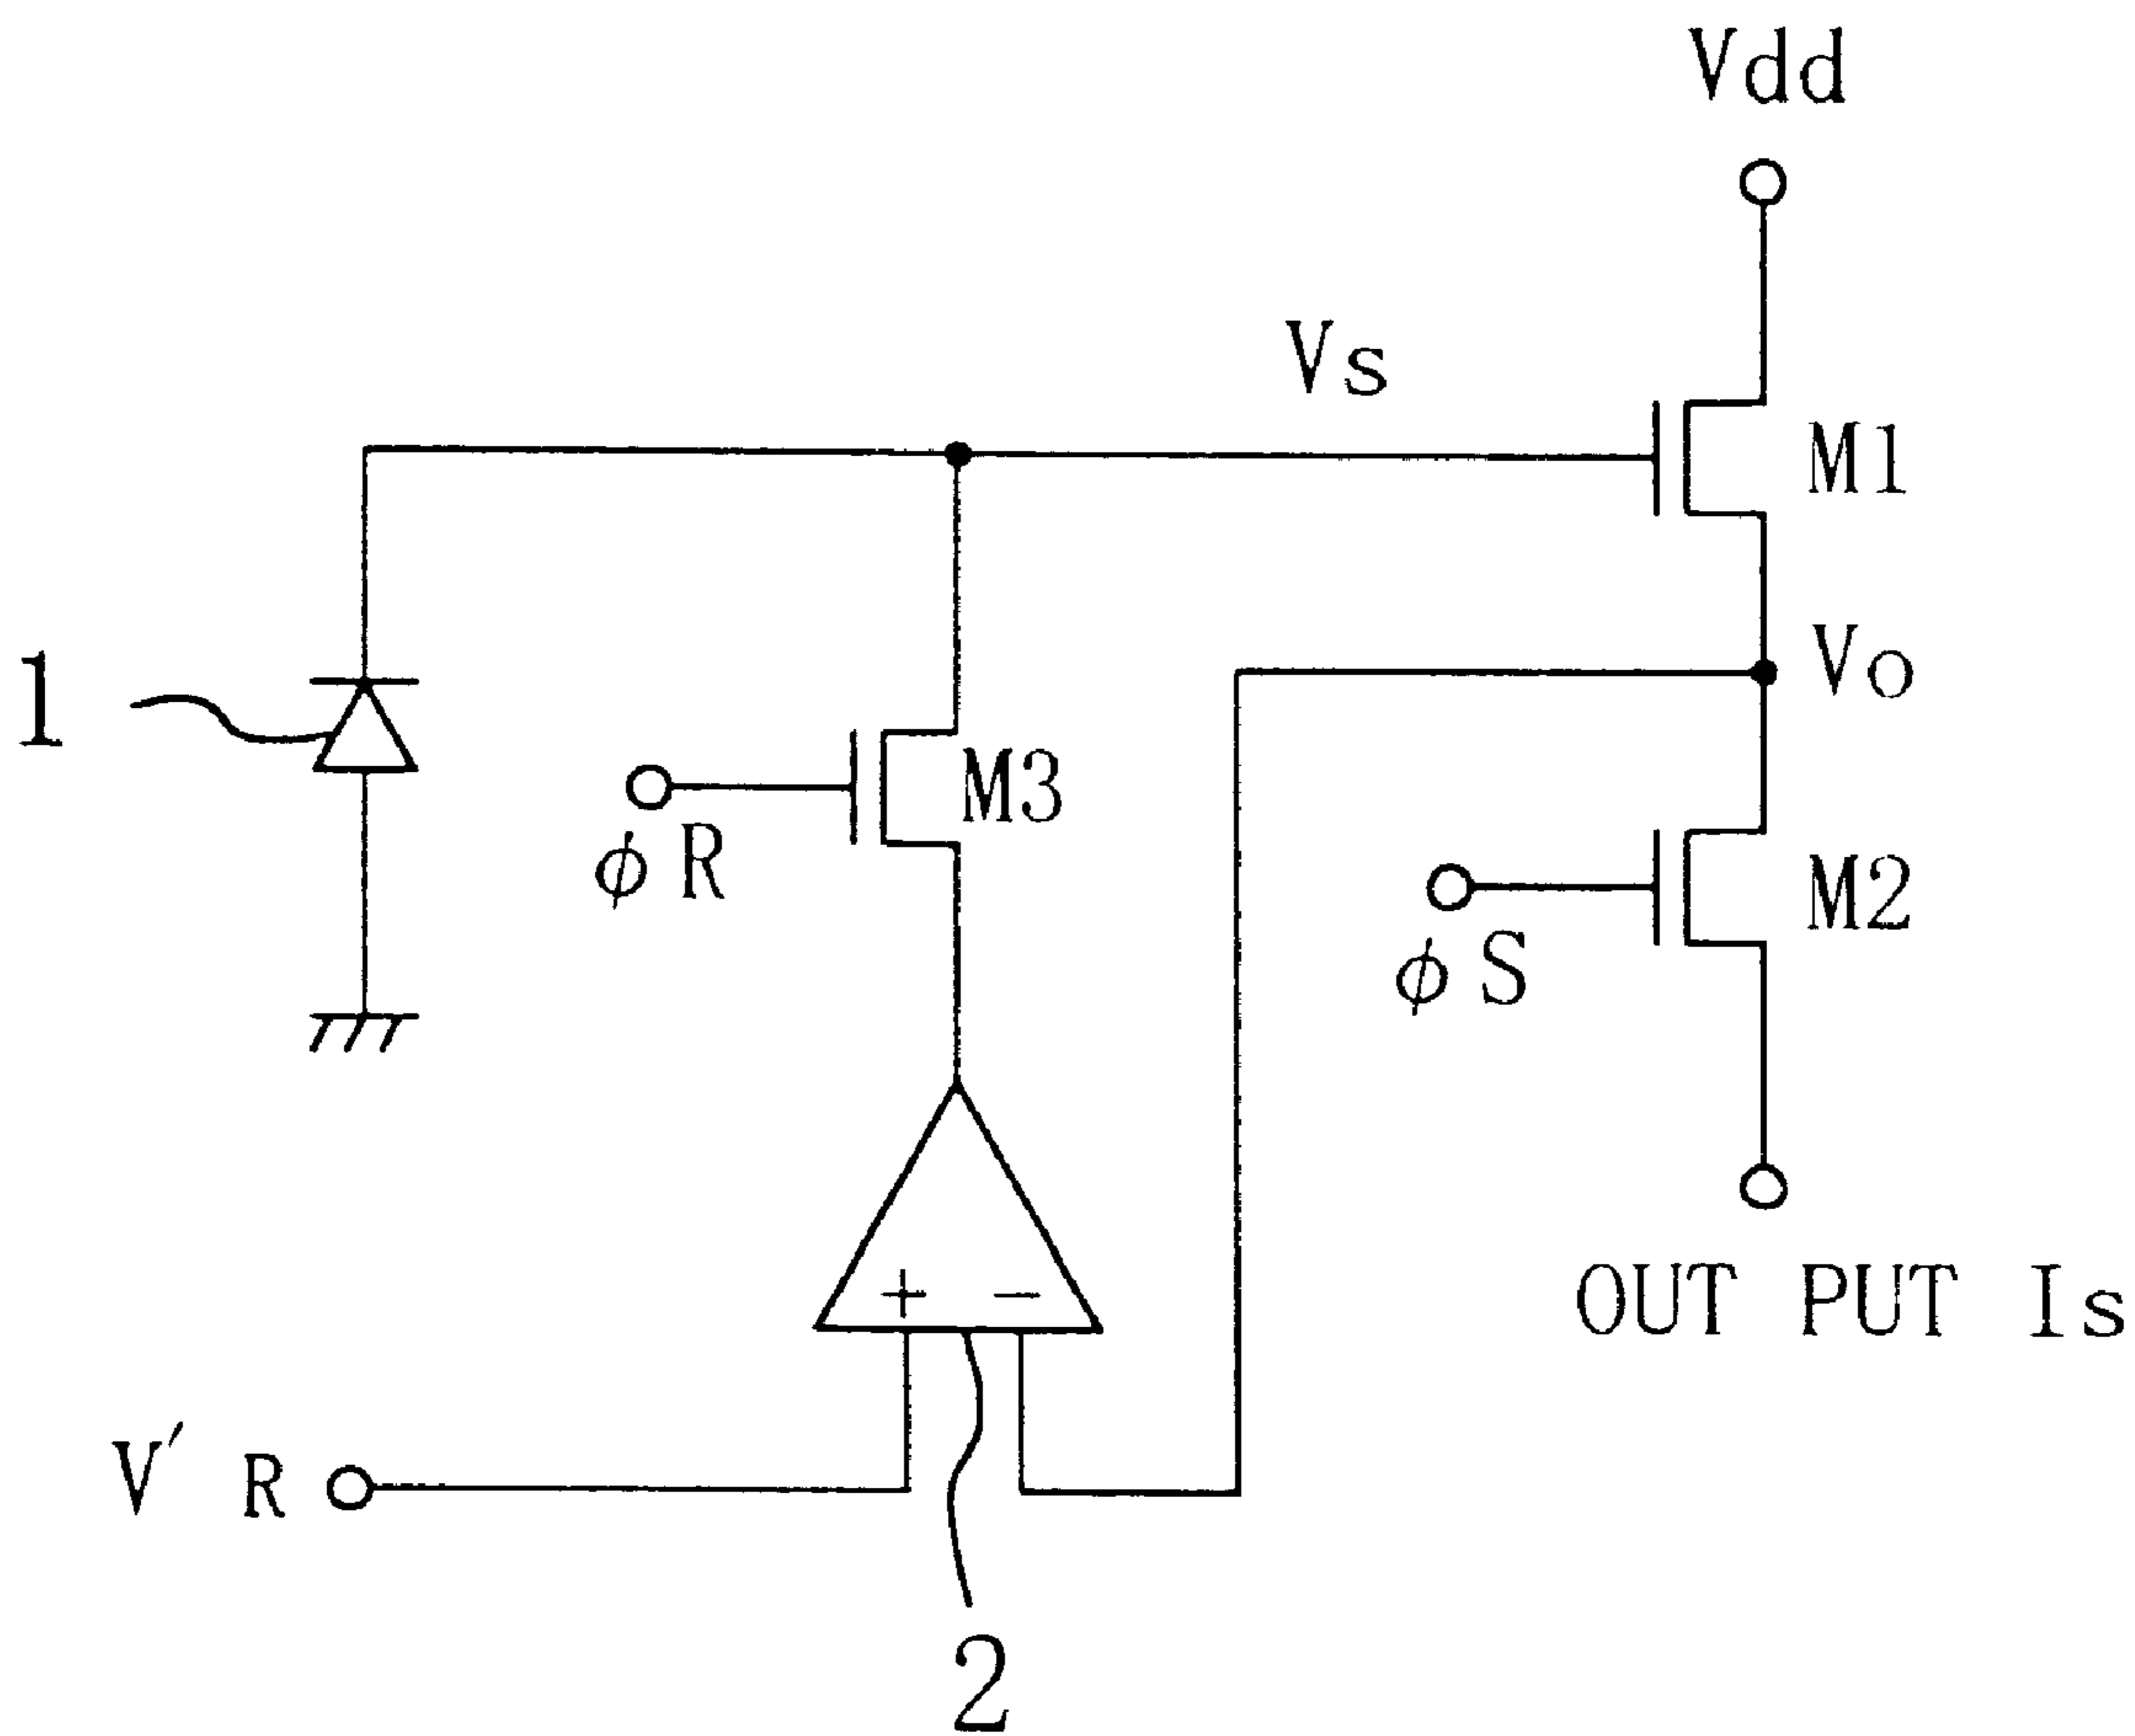 Vdd
Vs
M1
1
Vo
M3
φR
M2
φS
+ −
OUT PUT Is
V′R
2